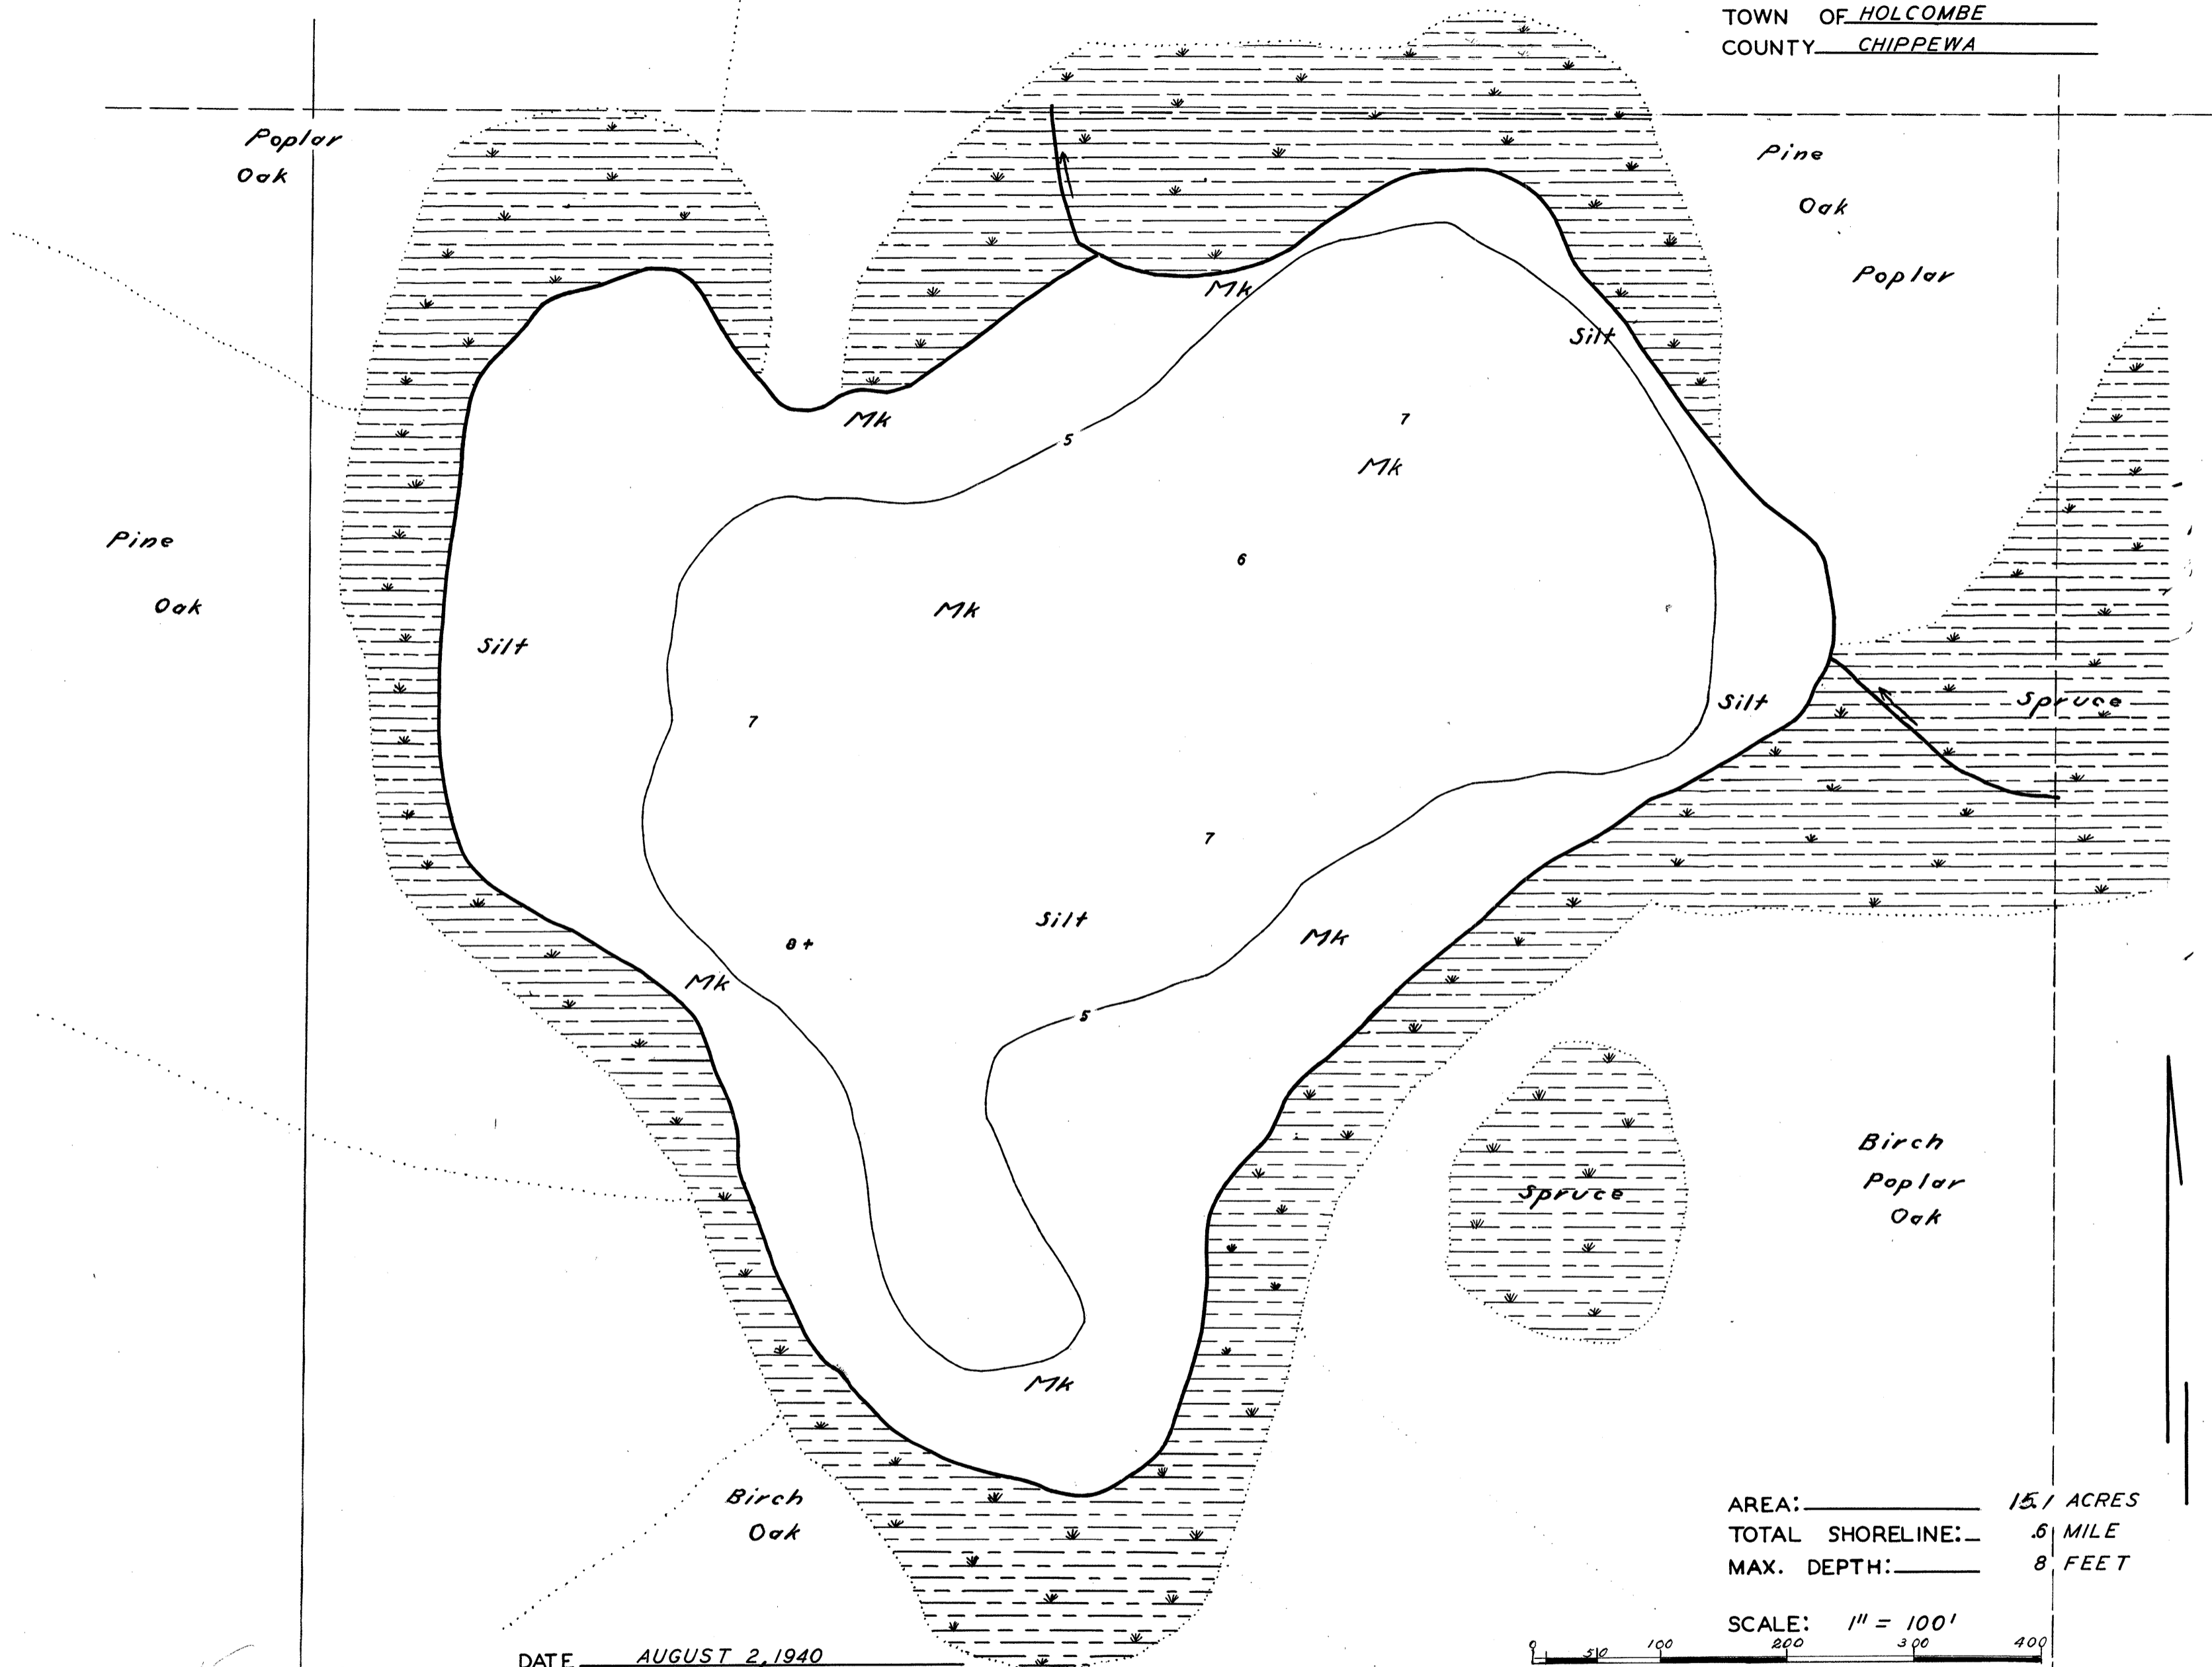 TOWN OF HOLCOMBE
COUNTY CHIPPEWA
Poplar
Oak
Pine
Oak
Poplar
Mk
Silt
Mk
5
7
Mk
Pine
Oak
6
Mk
Silt
7
Silt
Spruce
7
Silt
Mk
8+
Mk
5
Birch
Poplar
Oak
Spruce
Mk
Birch
Oak
AREA: 15.1 ACRES
TOTAL SHORELINE: .6 MILE
MAX. DEPTH: 8 FEET
SCALE: 1" = 100'
0 50 100 200 300 400
DATE AUGUST 2, 1940